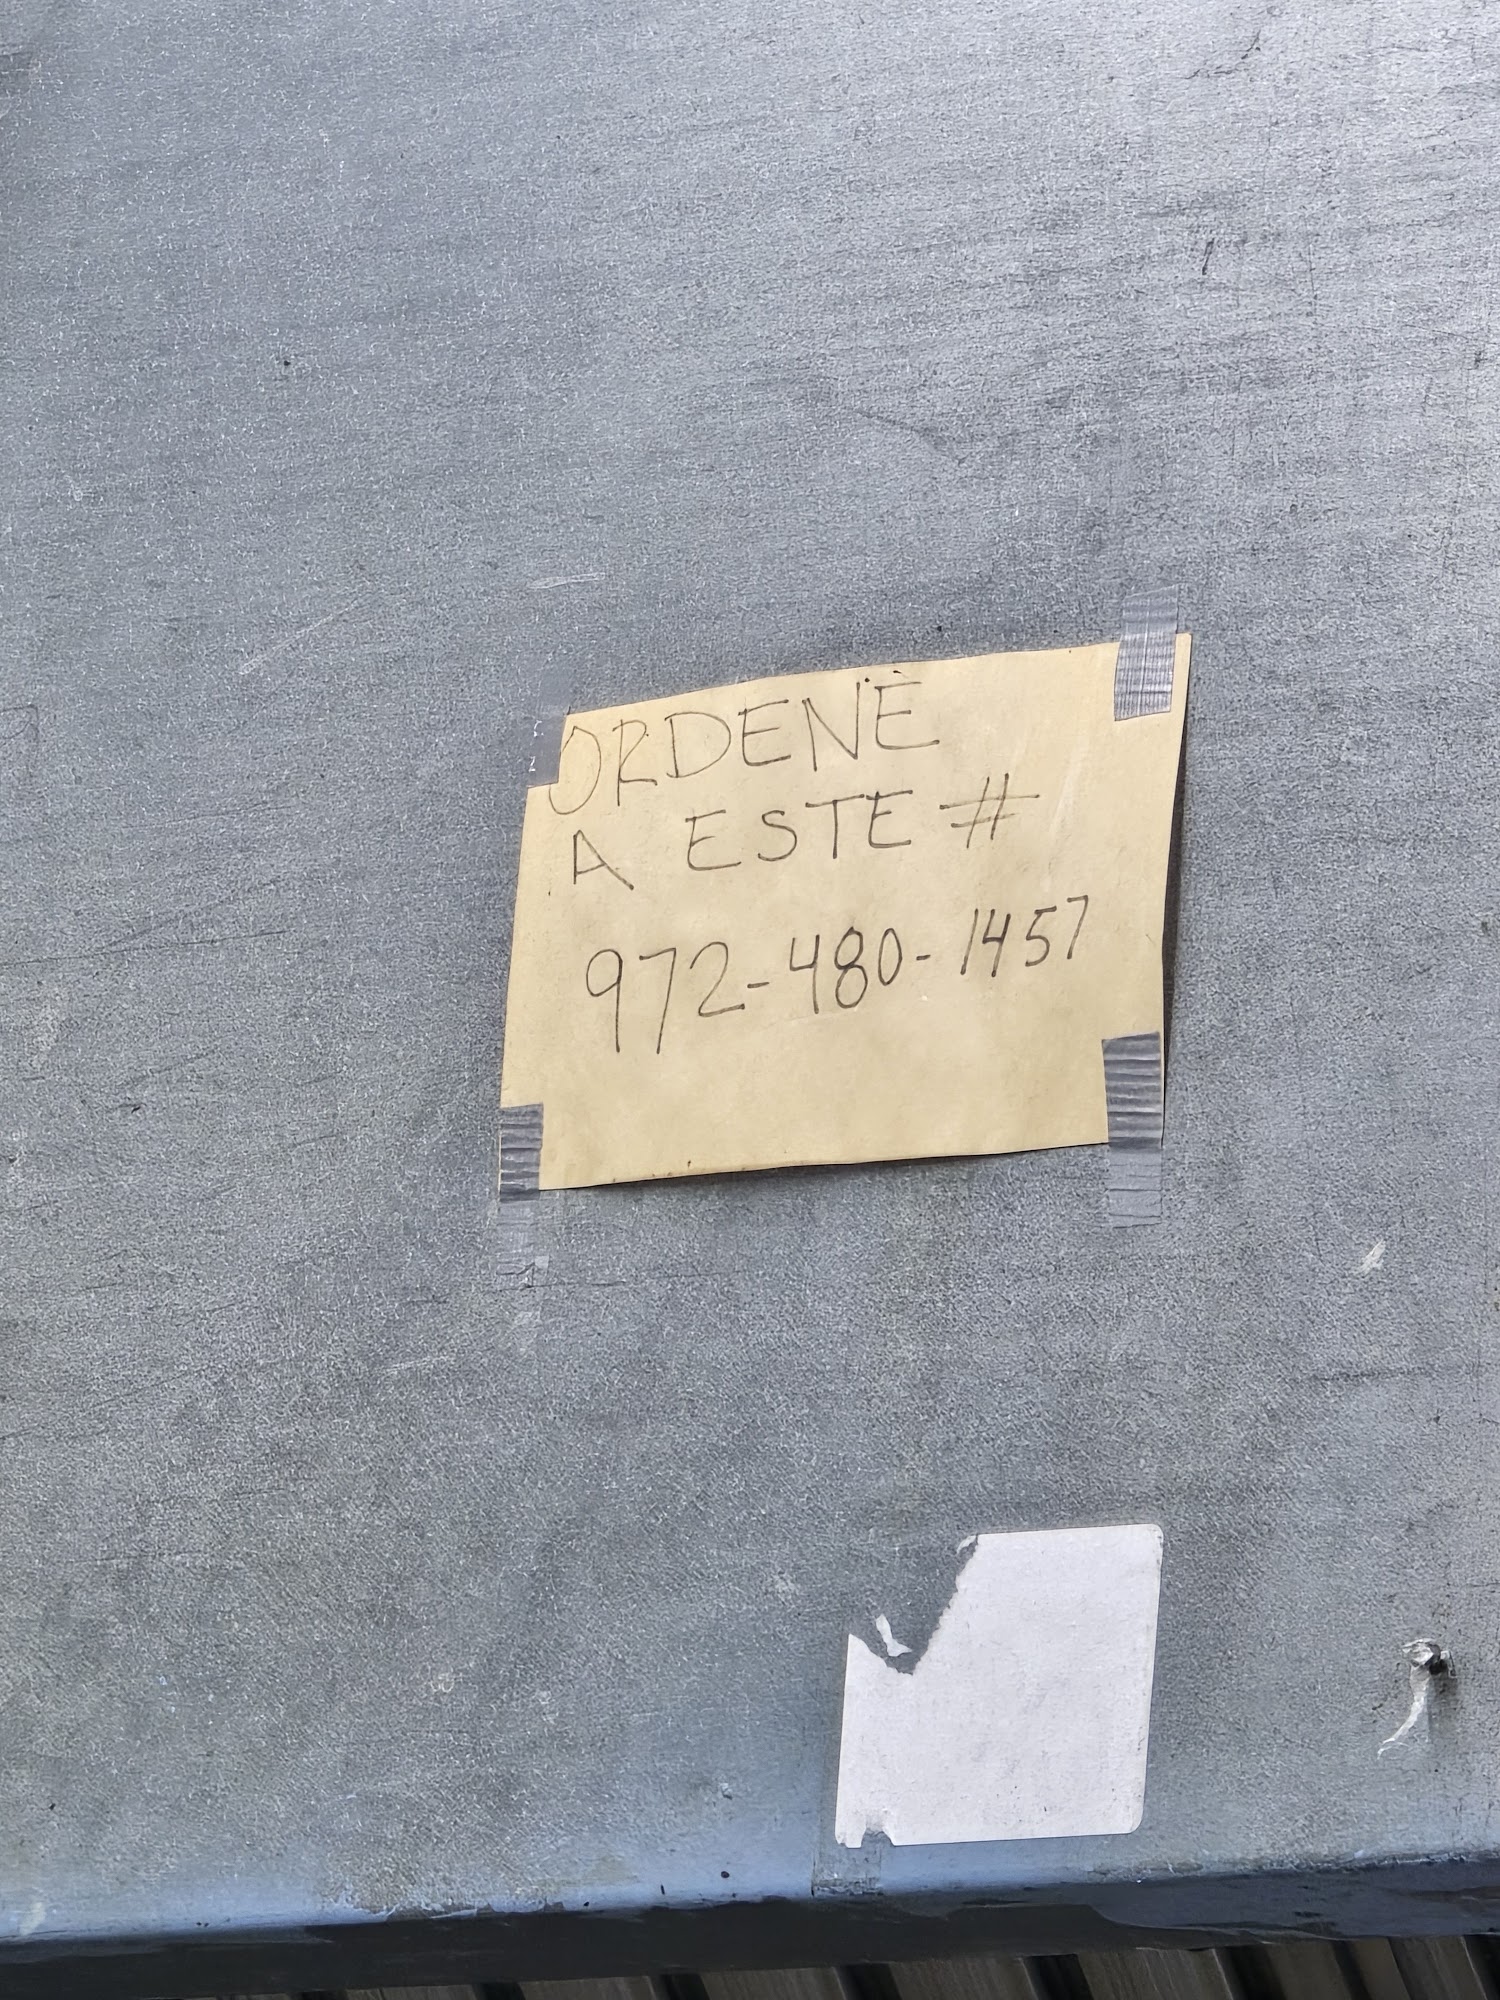 ORDENE
A ESTE #
972-480-1457